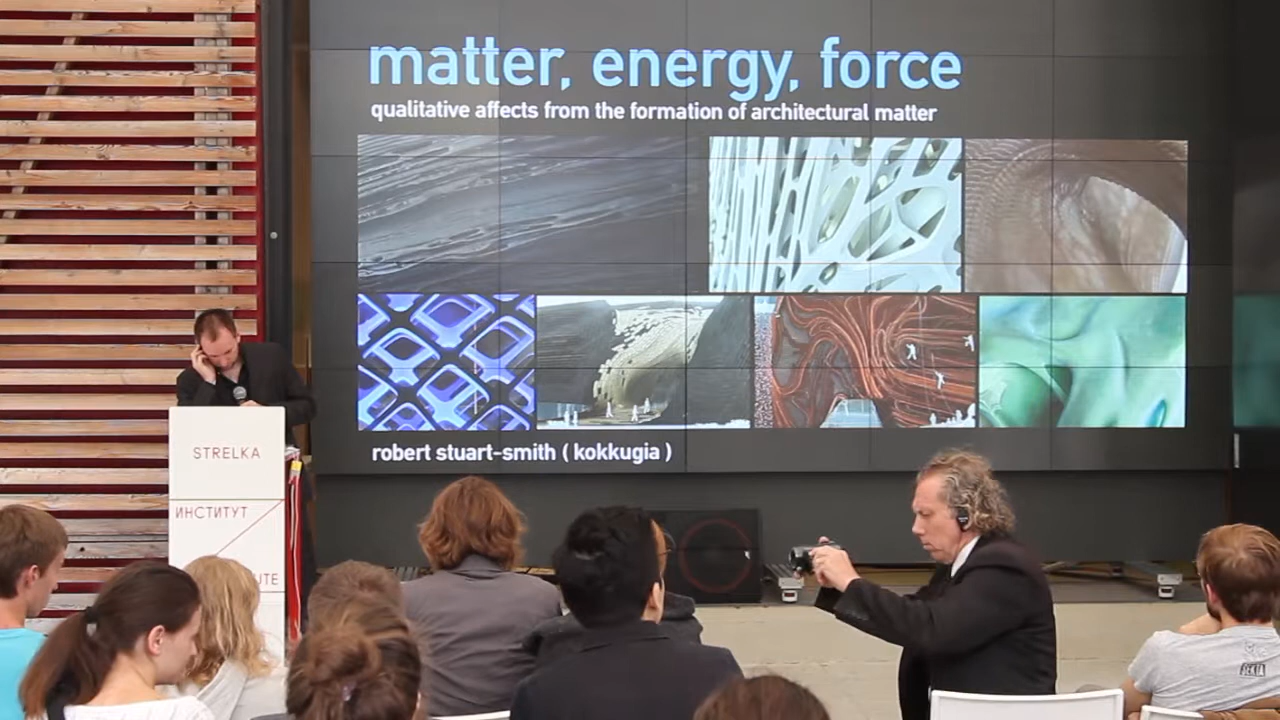 matter, energy, force
qualitative affects from the formation of architectural matter
robert stuart-smith ( kokkugia )
STRELKA
ИНСТИТУТ